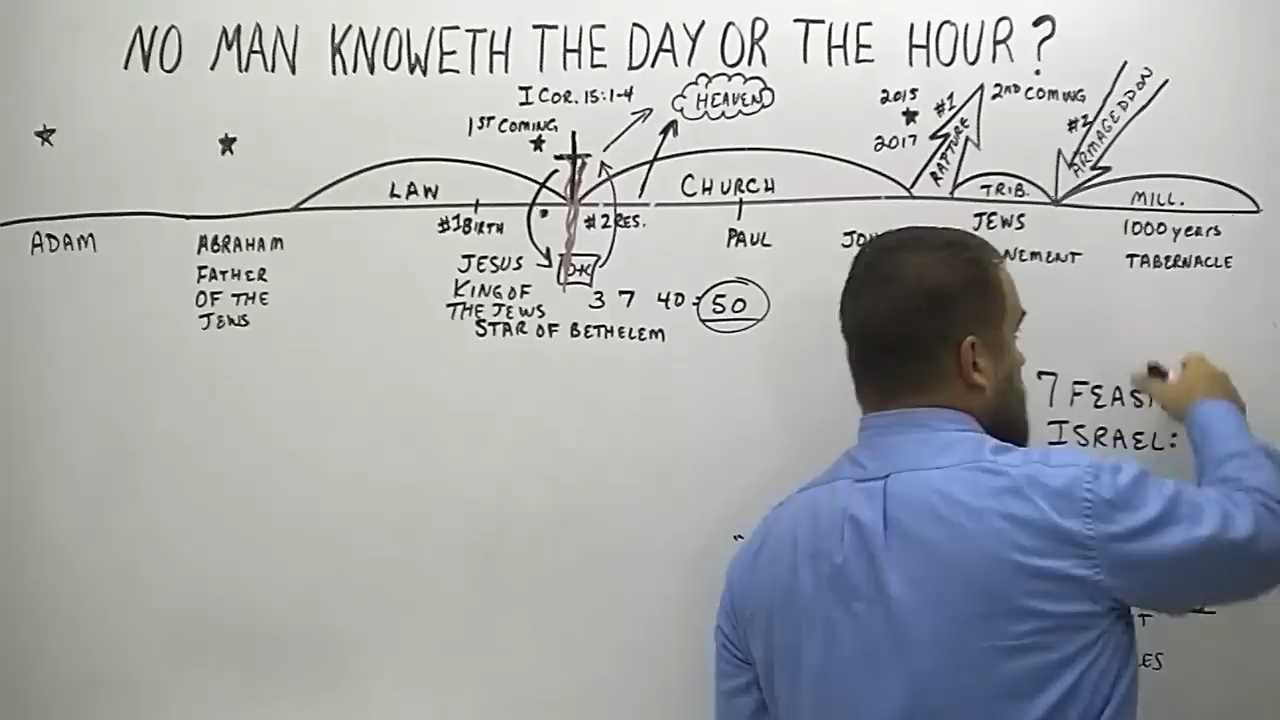 NO MAN KNOWETH THE DAY OR THE HOUR?
I COR. 15:1-4
HEAVEN
1ST COMING
2015
2017
#1
RAPTURE
2ND COMING
#2
ARMAGEDDON
LAW
CHURCH
TRIB.
MILL.
#1 BIRTH
#2 RES.
PAUL
JEWS
1000 years
TABERNACLE
ADAM
ABRAHAM
FATHER
OF THE
JEWS
JESUS
KING OF
THE JEWS
STAR OF BETHELEM
3 7 40 = 50
7
ISRAEL: